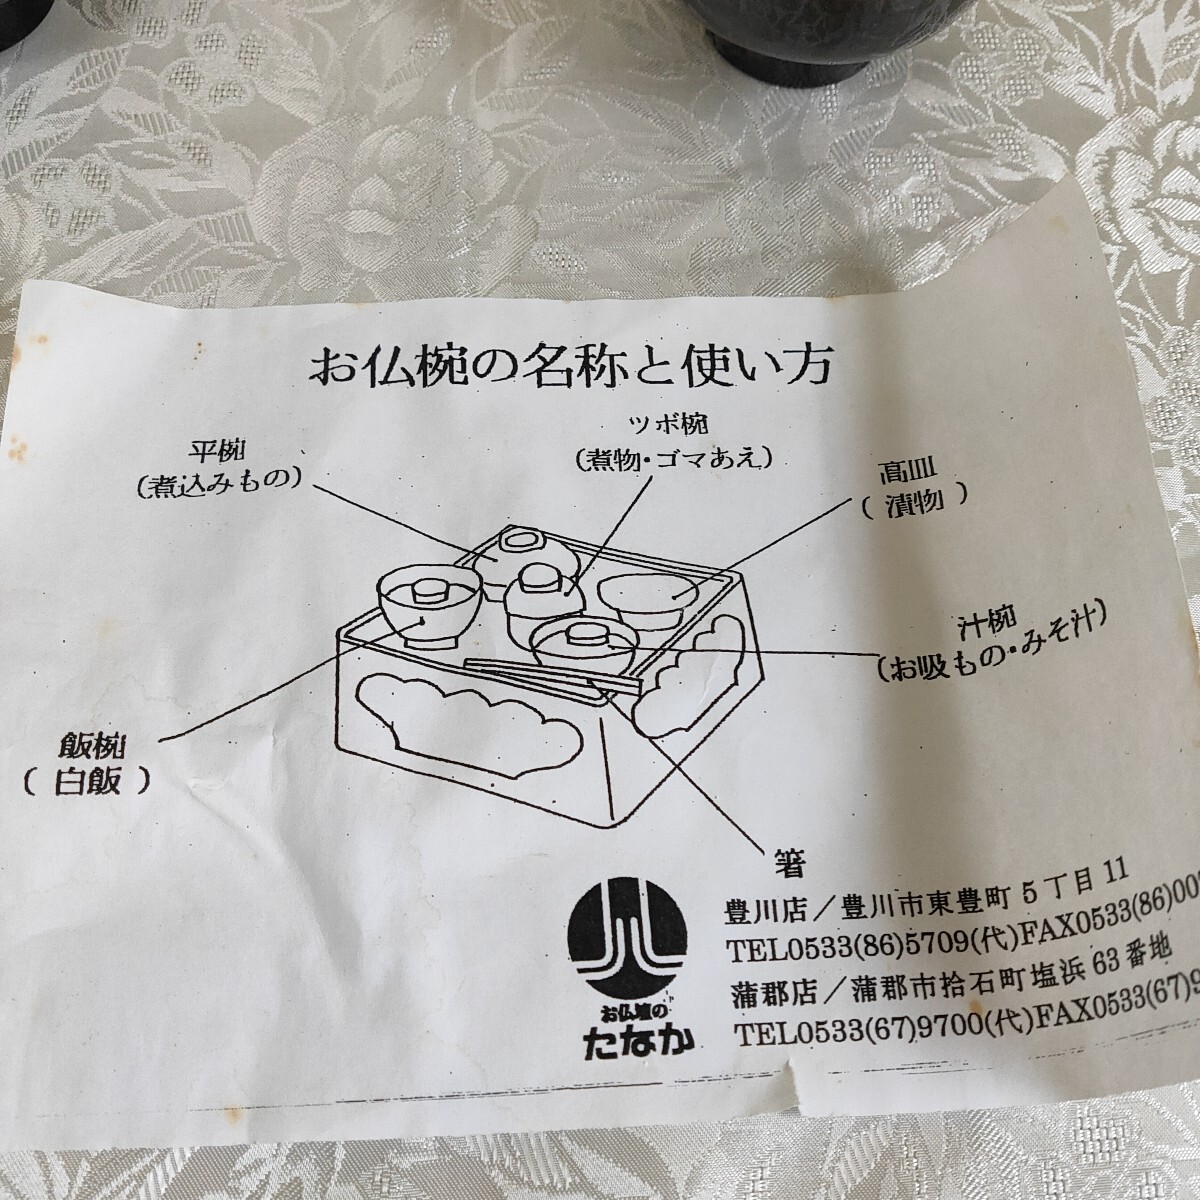 お仏椀の名称と使い方
平椀
(煮込みもの)
ツボ椀
(煮物・ゴマあえ)
高皿
( 漬物 )
汁椀
(お吸もの・みそ汁)
飯椀
( 白飯 )
箸
お仏壇の
たなか
豊川店/豊川市東豊町5丁目11
TEL0533(86)5709(代)FAX0533(86)00
蒲郡店/蒲郡市拾石町塩浜63番地
TEL0533(67)9700(代)FAX0533(67)9